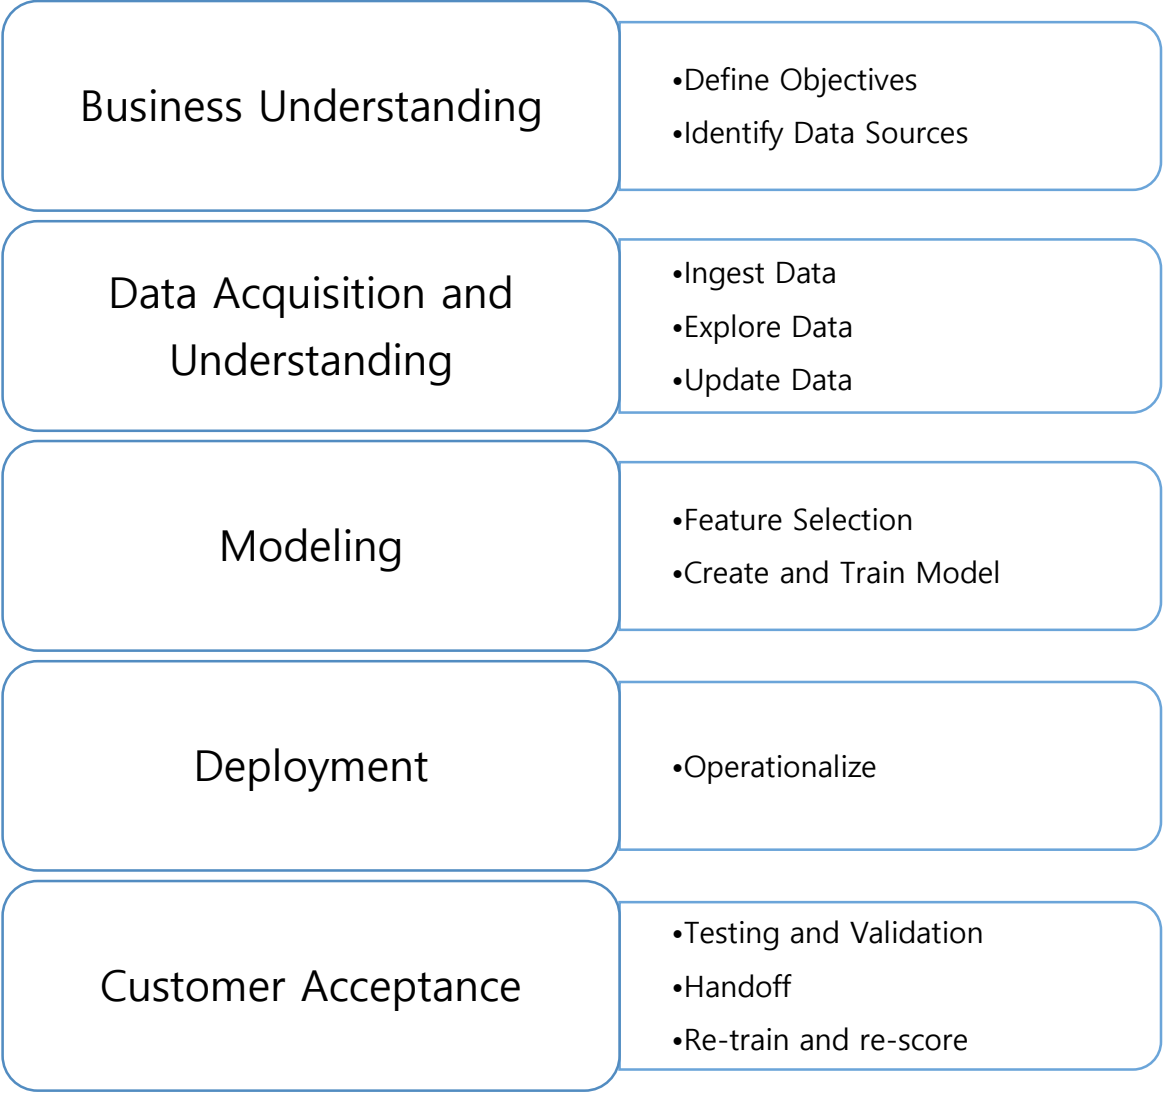 Business Understanding
•Define Objectives
•Identify Data Sources
Data Acquisition and
Understanding
•Ingest Data
•Explore Data
•Update Data
Modeling
•Feature Selection
•Create and Train Model
Deployment
•Operationalize
Customer Acceptance
•Testing and Validation
•Handoff
•Re-train and re-score